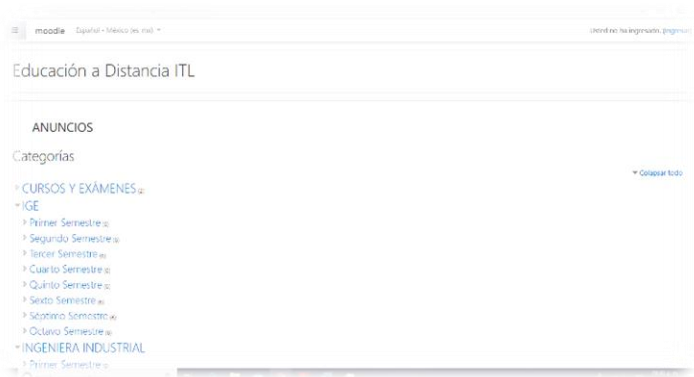 moodle Español - México (es_mx)
Usted no ha ingresado. (Ingresar)
Educación a Distancia ITL
ANUNCIOS
Categorías
Colapsar todo
CURSOS Y EXÁMENES
IGE
Primer Semestre
Segundo Semestre
Tercer Semestre
Cuarto Semestre
Quinto Semestre
Sexto Semestre
Séptimo Semestre
Octavo Semestre
INGENIERA INDUSTRIAL
Primer Semestre